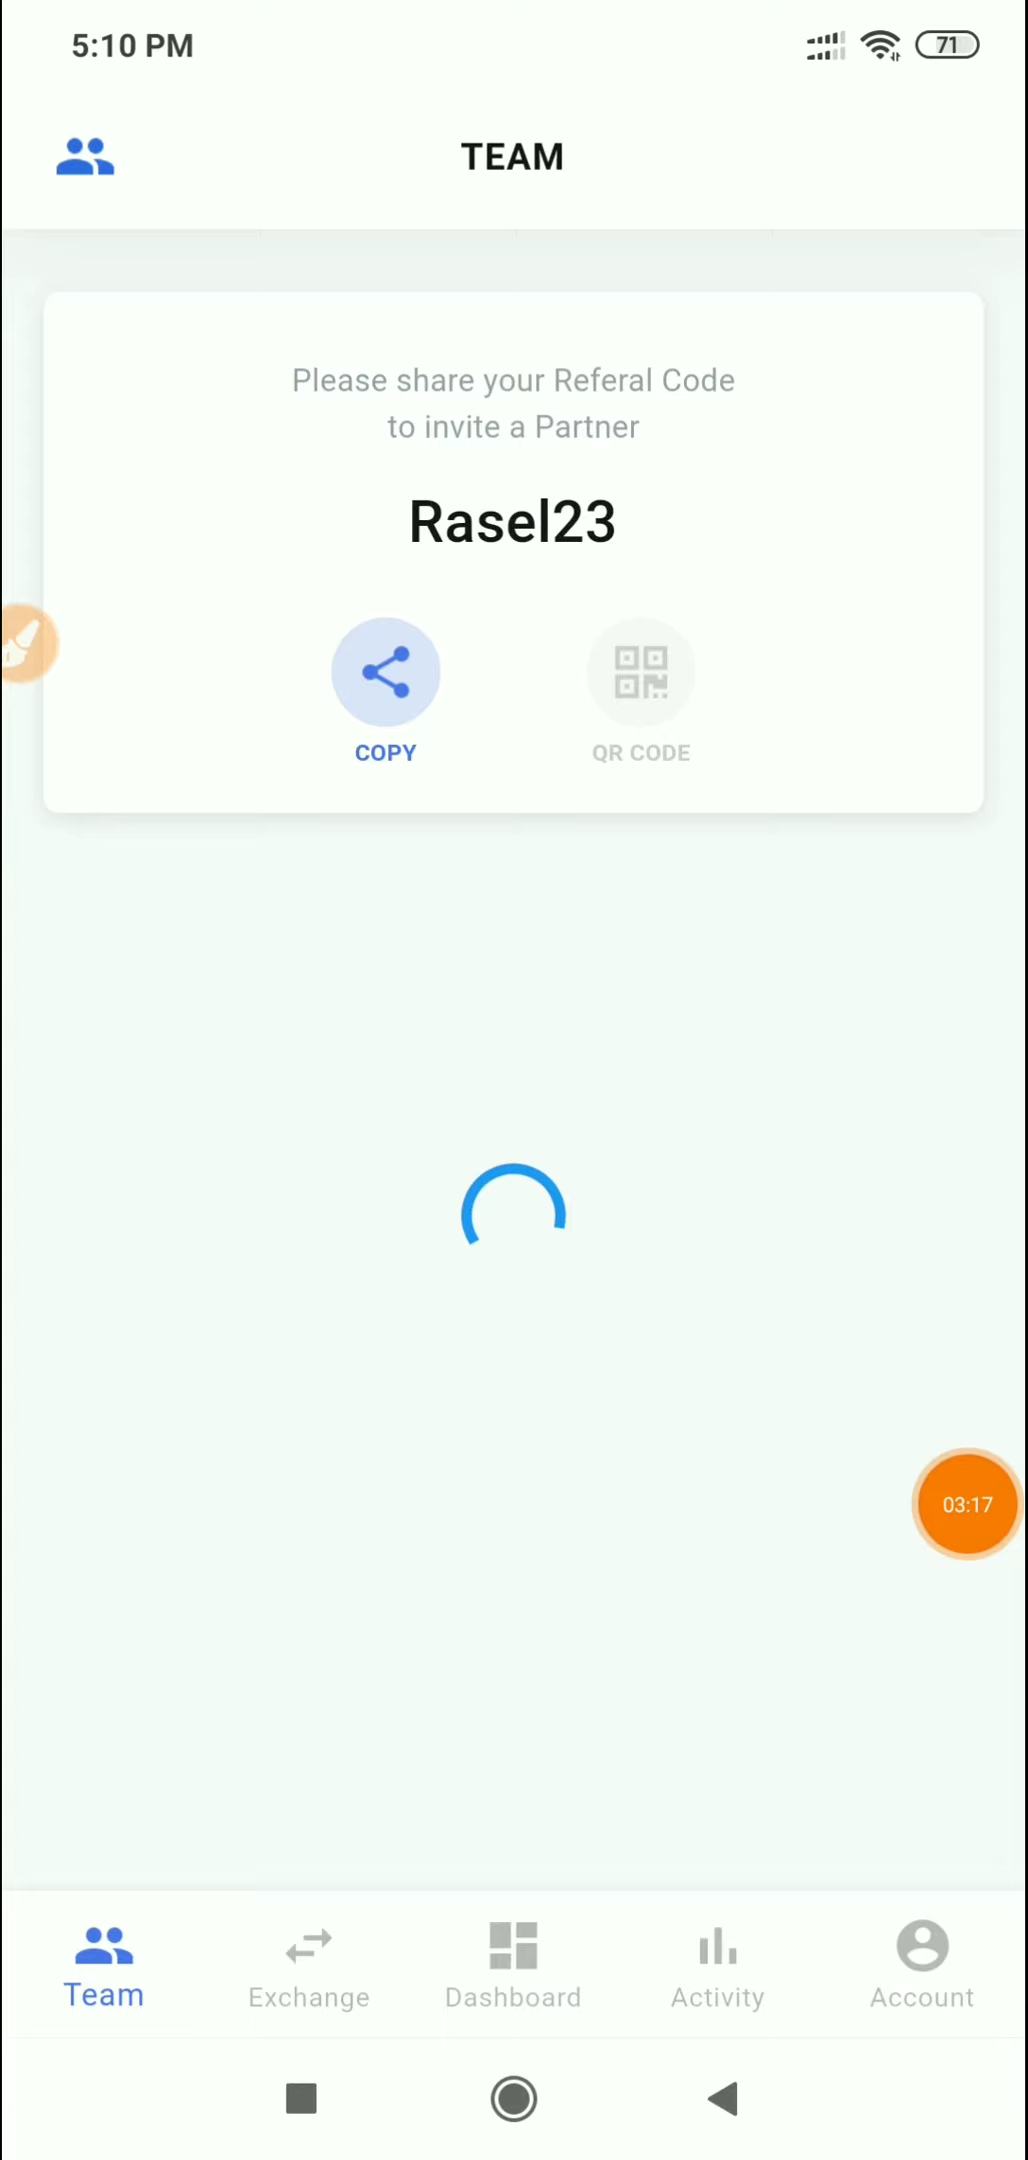 5:10 PM
71
TEAM
Please share your Referal Code
to invite a Partner
Rasel23
COPY
QR CODE
03:17
Team
Exchange
Dashboard
Activity
Account